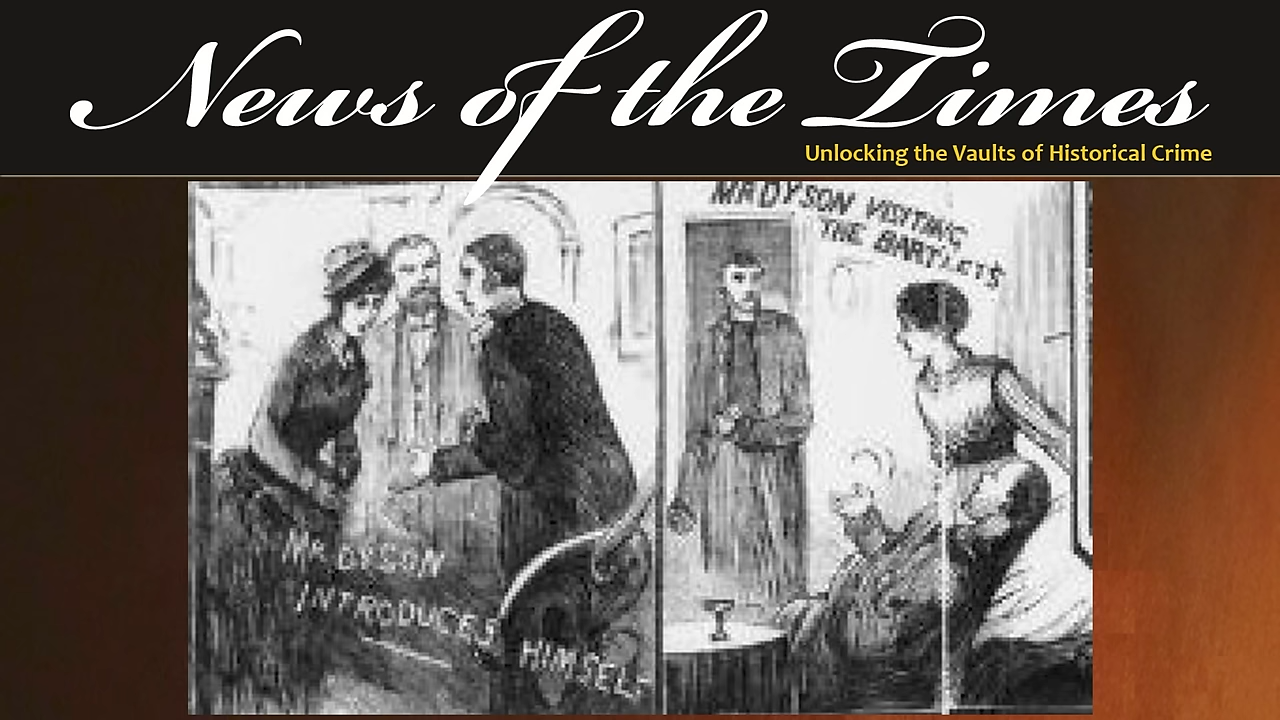 News of the Times
Unlocking the Vaults of Historical Crime
MR DYSON VISITING
THE BARTLETS
MR DYSON
INTRODUCES
HIMSELF